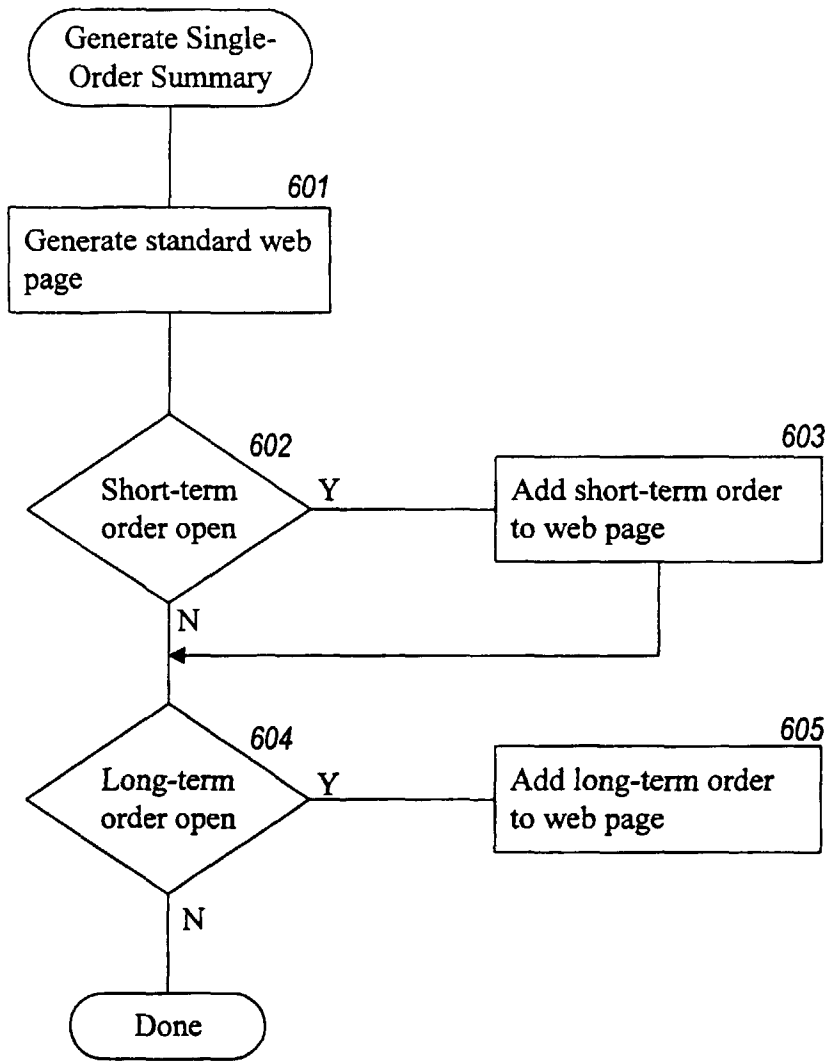 Generate Single-
Order Summary
601
Generate standard web
page
602
Short-term
order open
Y
603
Add short-term order
to web page
N
604
Long-term
order open
Y
605
Add long-term order
to web page
N
Done